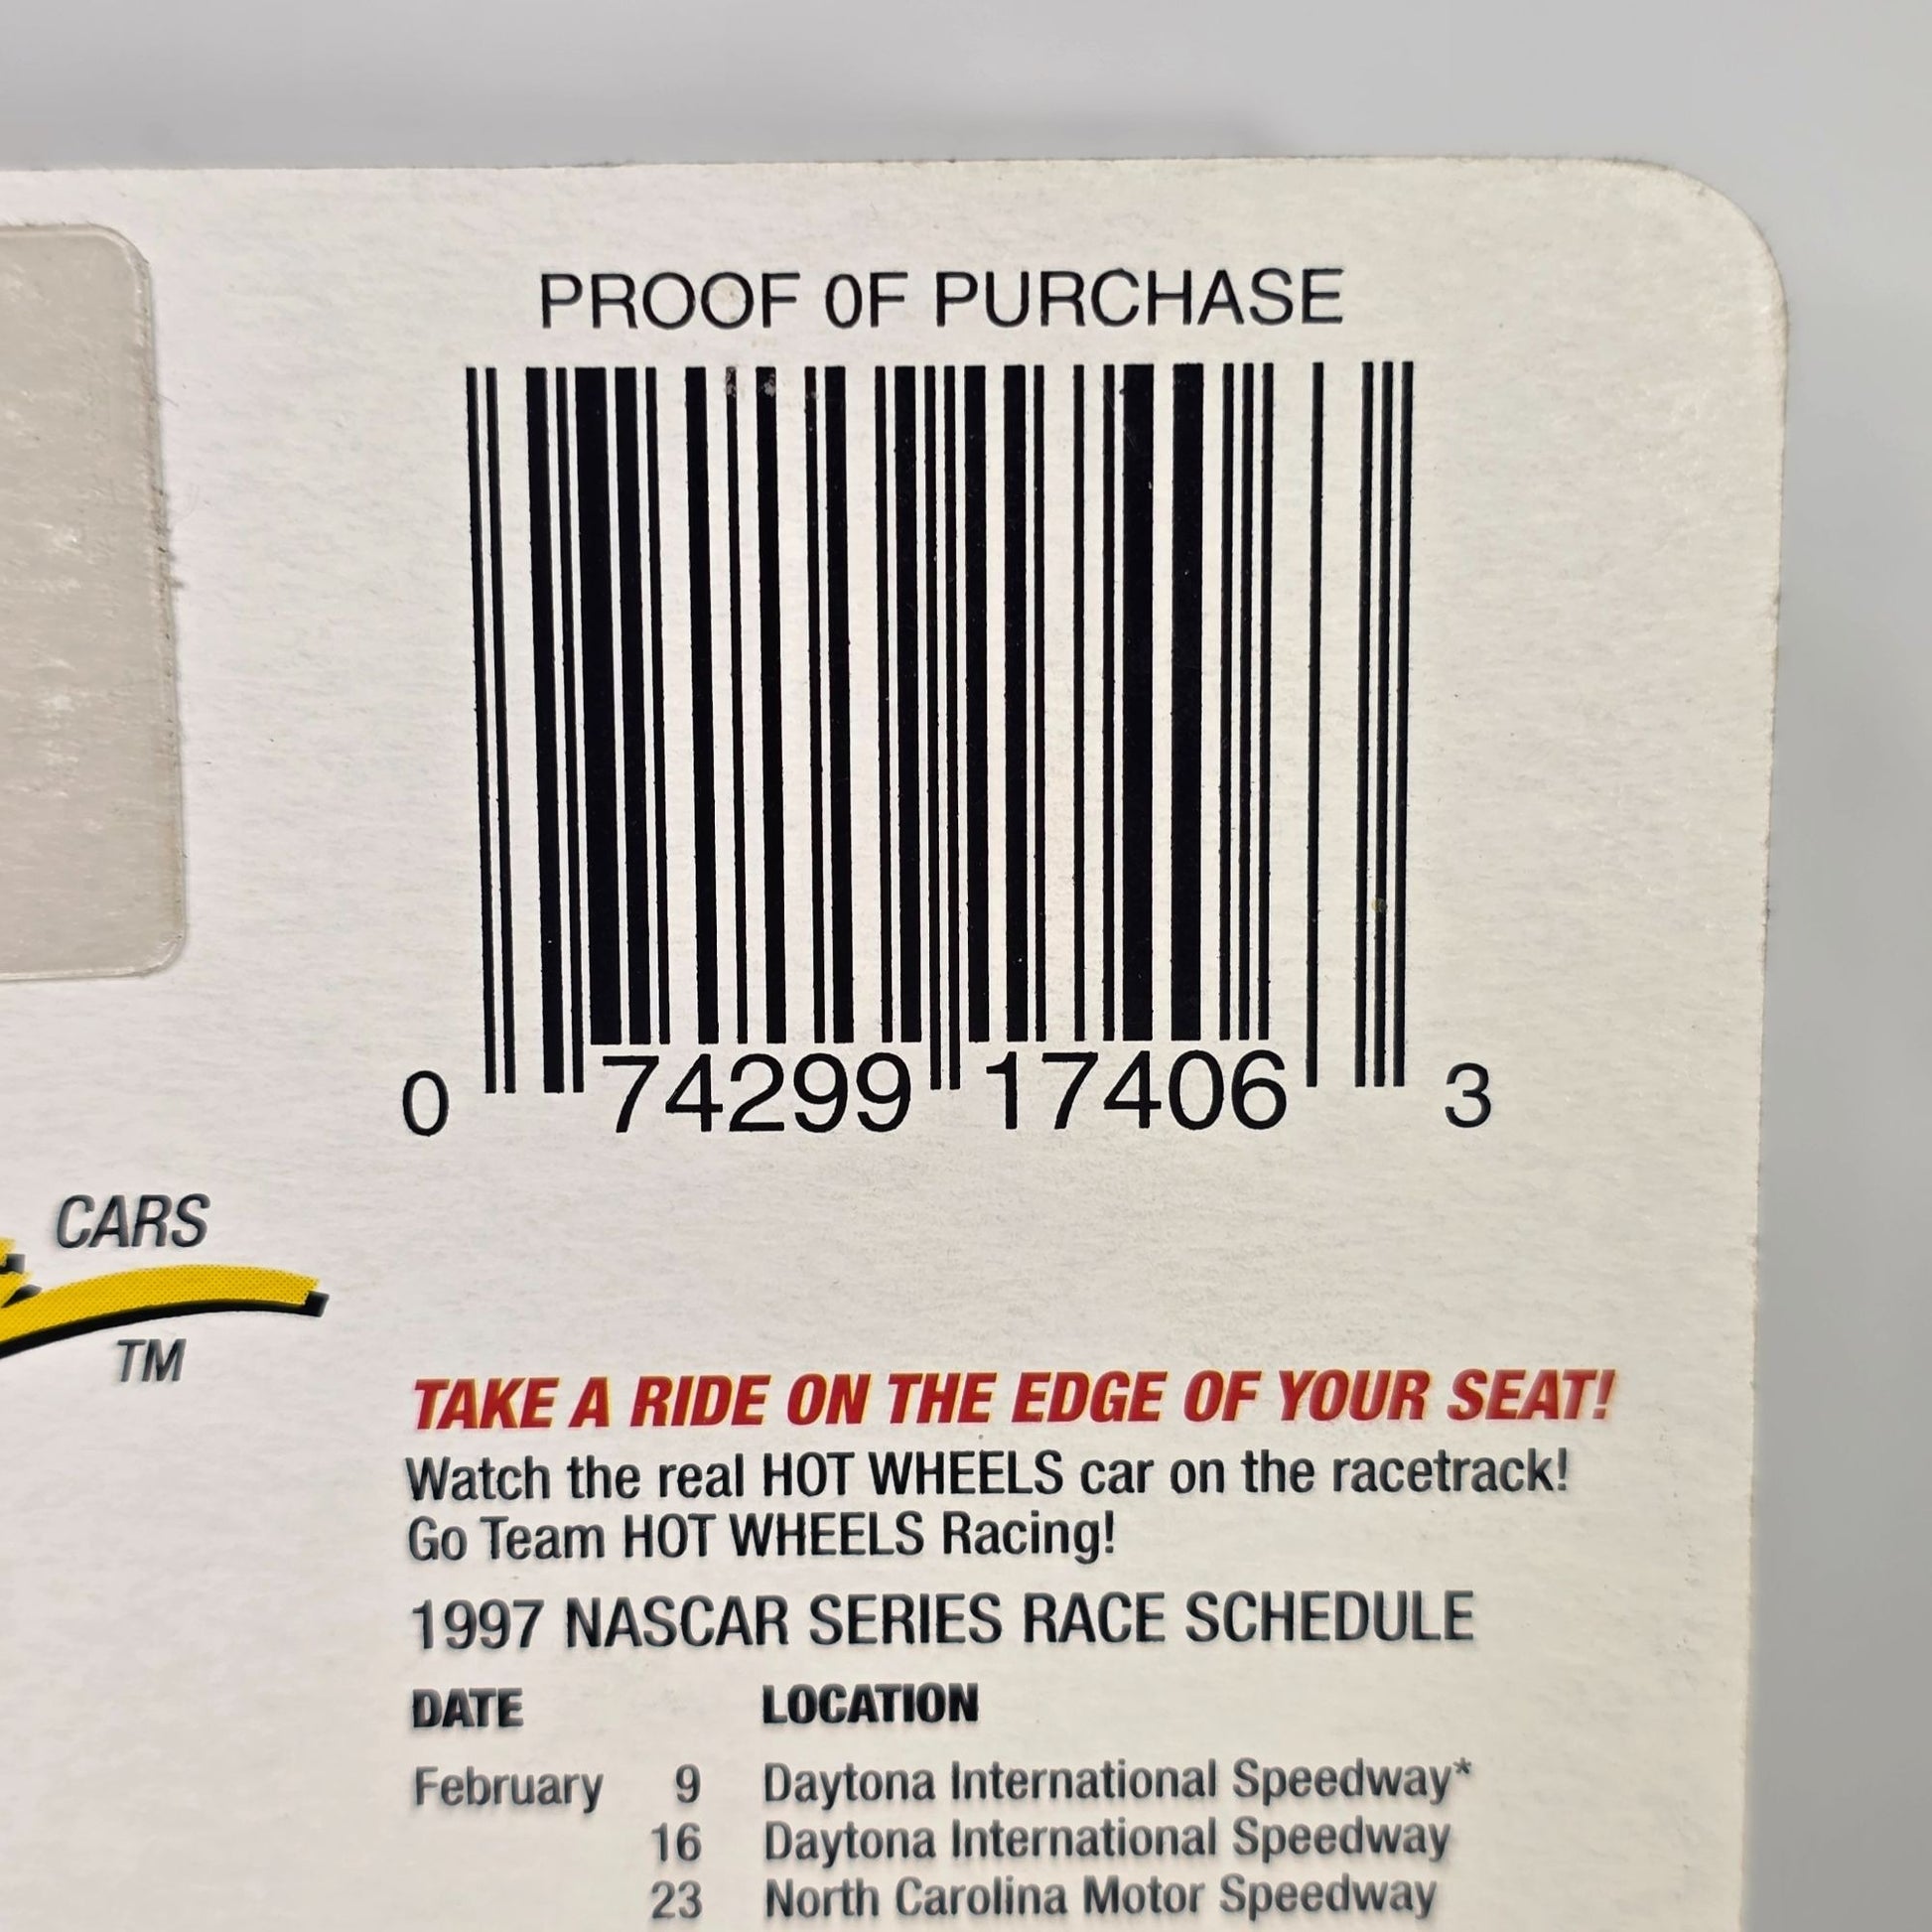 PROOF OF PURCHASE
0 74299 17406 3
CARS
TM
TAKE A RIDE ON THE EDGE OF YOUR SEAT!
Watch the real HOT WHEELS car on the racetrack!
Go Team HOT WHEELS Racing!
1997 NASCAR SERIES RACE SCHEDULE
DATE LOCATION
February 9 Daytona International Speedway*
16 Daytona International Speedway
23 North Carolina Motor Speedway